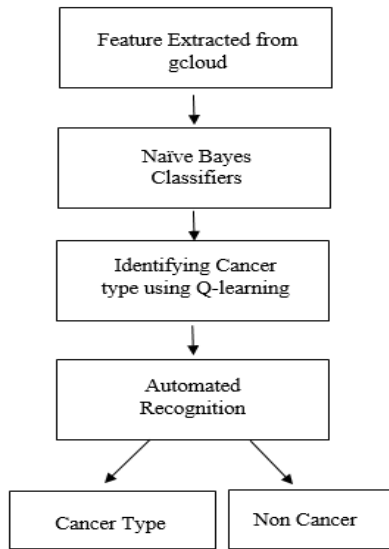 Feature Extracted from
gcloud
Naïve Bayes
Classifiers
Identifying Cancer
type using Q-learning
Automated
Recognition
Cancer Type
Non Cancer